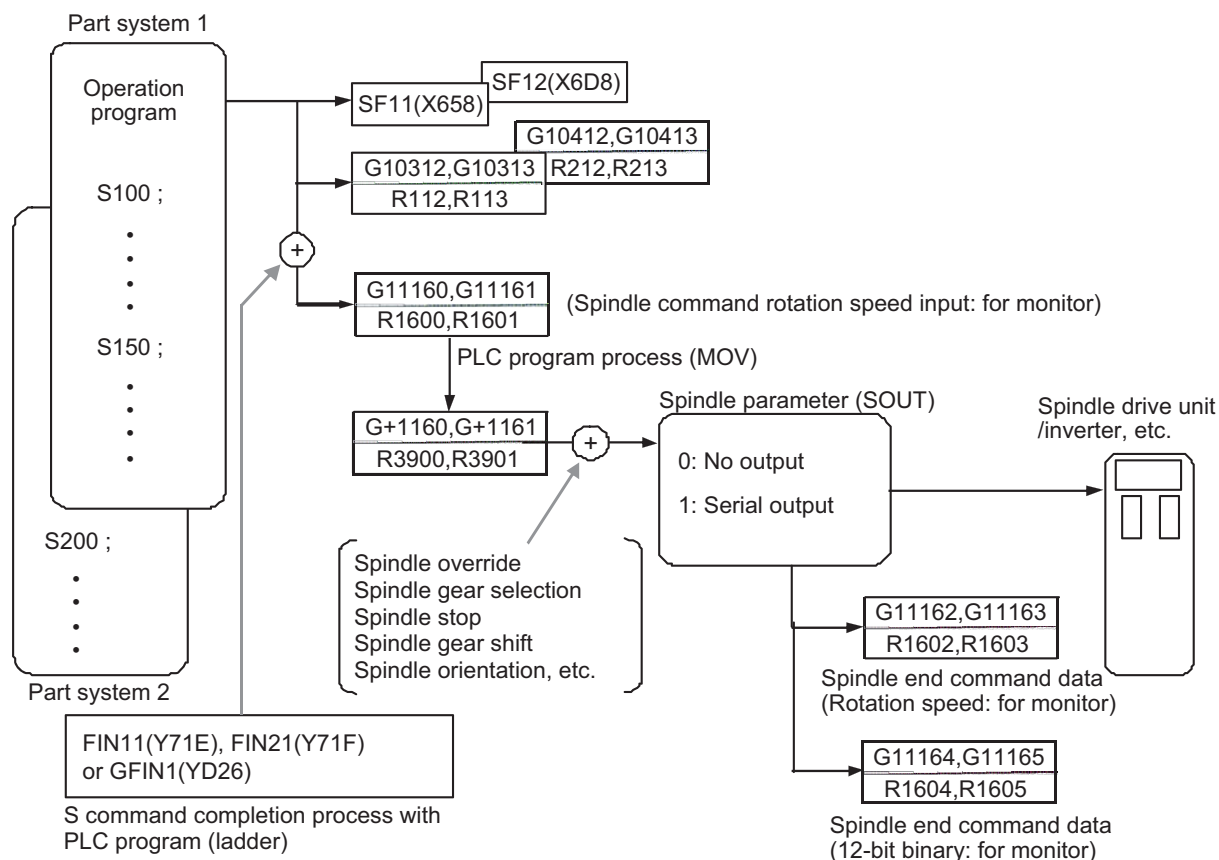 Part system 1
Operation
program
S100 ;
S150 ;
S200 ;
Part system 2
SF11(X658)
SF12(X6D8)
G10412,G10413
R212,R213
G10312,G10313
R112,R113
+
G11160,G11161
R1600,R1601
(Spindle command rotation speed input: for monitor)
PLC program process (MOV)
G+1160,G+1161
R3900,R3901
+
Spindle parameter (SOUT)
0: No output
1: Serial output
Spindle drive unit
/inverter, etc.
Spindle override
Spindle gear selection
Spindle stop
Spindle gear shift
Spindle orientation, etc.
G11162,G11163
R1602,R1603
Spindle end command data
(Rotation speed: for monitor)
G11164,G11165
R1604,R1605
Spindle end command data
(12-bit binary: for monitor)
FIN11(Y71E), FIN21(Y71F)
or GFIN1(YD26)
S command completion process with
PLC program (ladder)